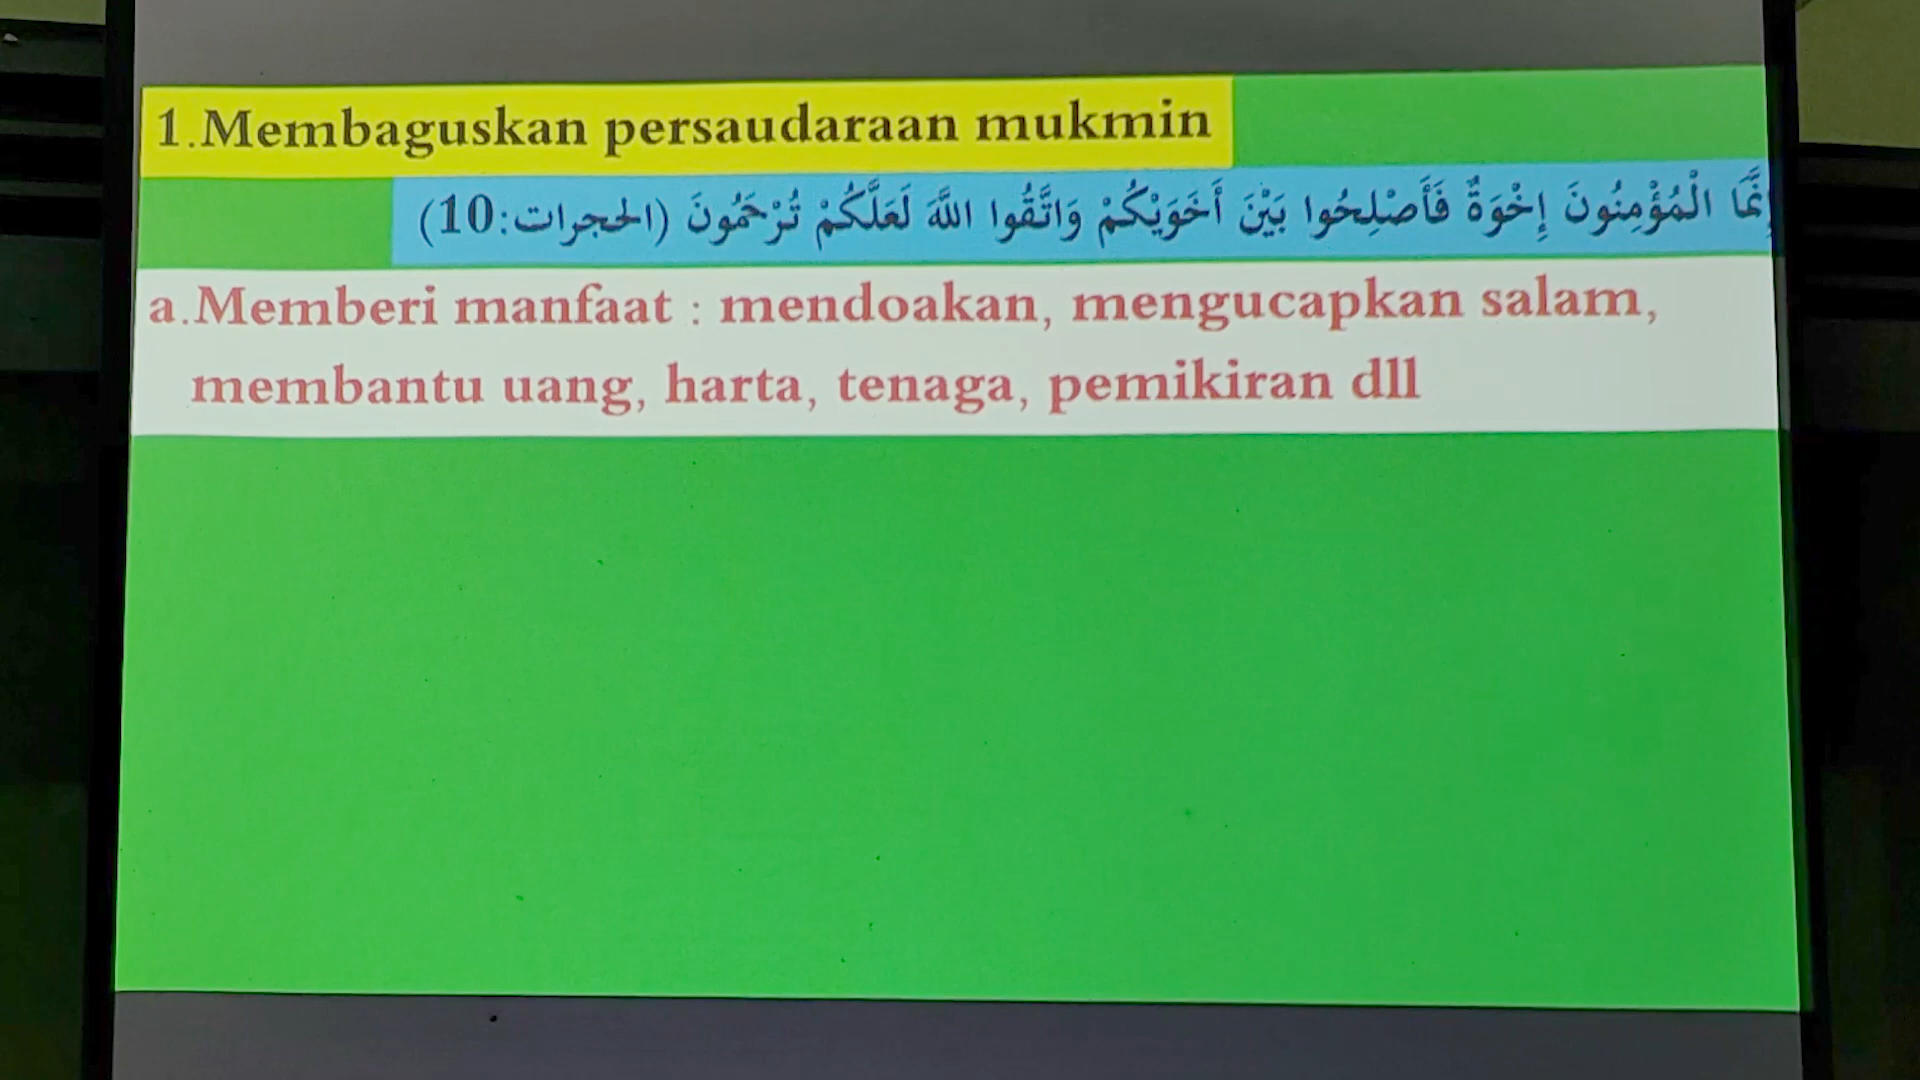 1.Membaguskan persaudaraan mukmin
إِنَّمَا الْمُؤْمِنُونَ إِخْوَةٌ فَأَصْلِحُوا بَيْنَ أَخَوَيْكُمْ وَاتَّقُوا اللَّهَ لَعَلَّكُمْ تُرْحَمُونَ (الحجرات:10)
a.Memberi manfaat : mendoakan, mengucapkan salam,
membantu uang, harta, tenaga, pemikiran dll